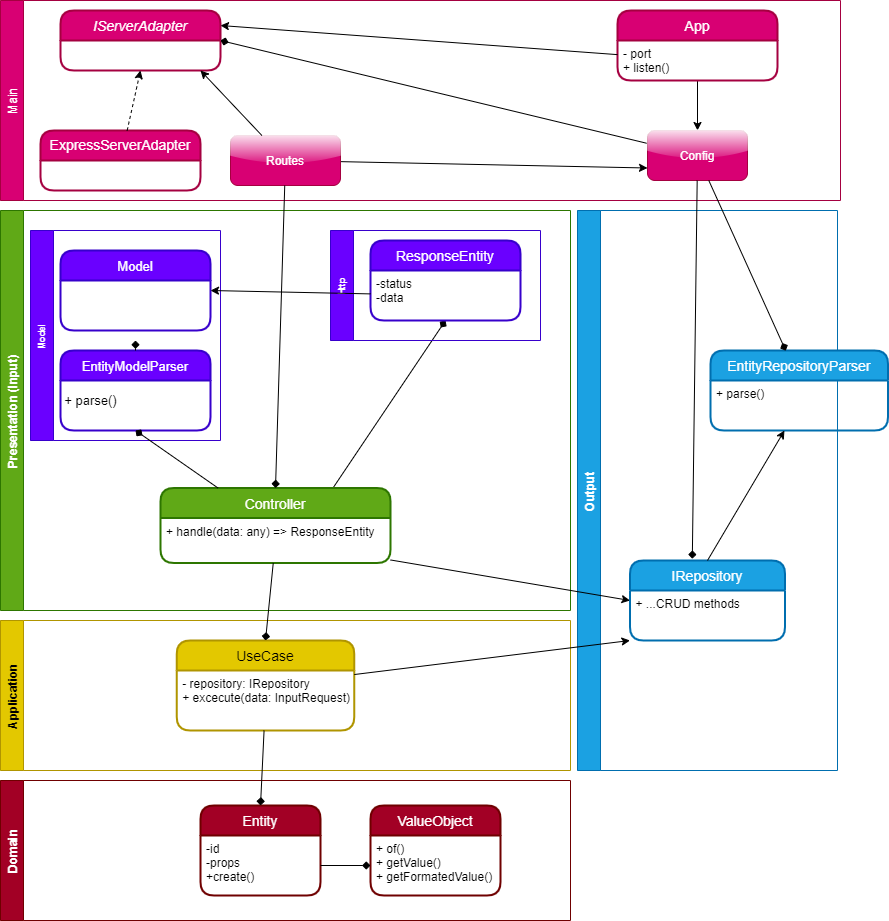 Main
IServerAdapter
App
- port
+ listen()
ExpressServerAdapter
Routes
Config
Presentation (Input)
Model
Model
EntityModelParser
+ parse()
ResponseEntity
-status
-data
Controller
+ handle(data: any) => ResponseEntity
Output
EntityRepositoryParser
+ parse()
IRepository
+ ...CRUD methods
Application
UseCase
- repository: IRepository
+ excecute(data: InputRequest)
Domain
Entity
-id
-props
+create()
ValueObject
+ of()
+ getValue()
+ getFormatedValue()